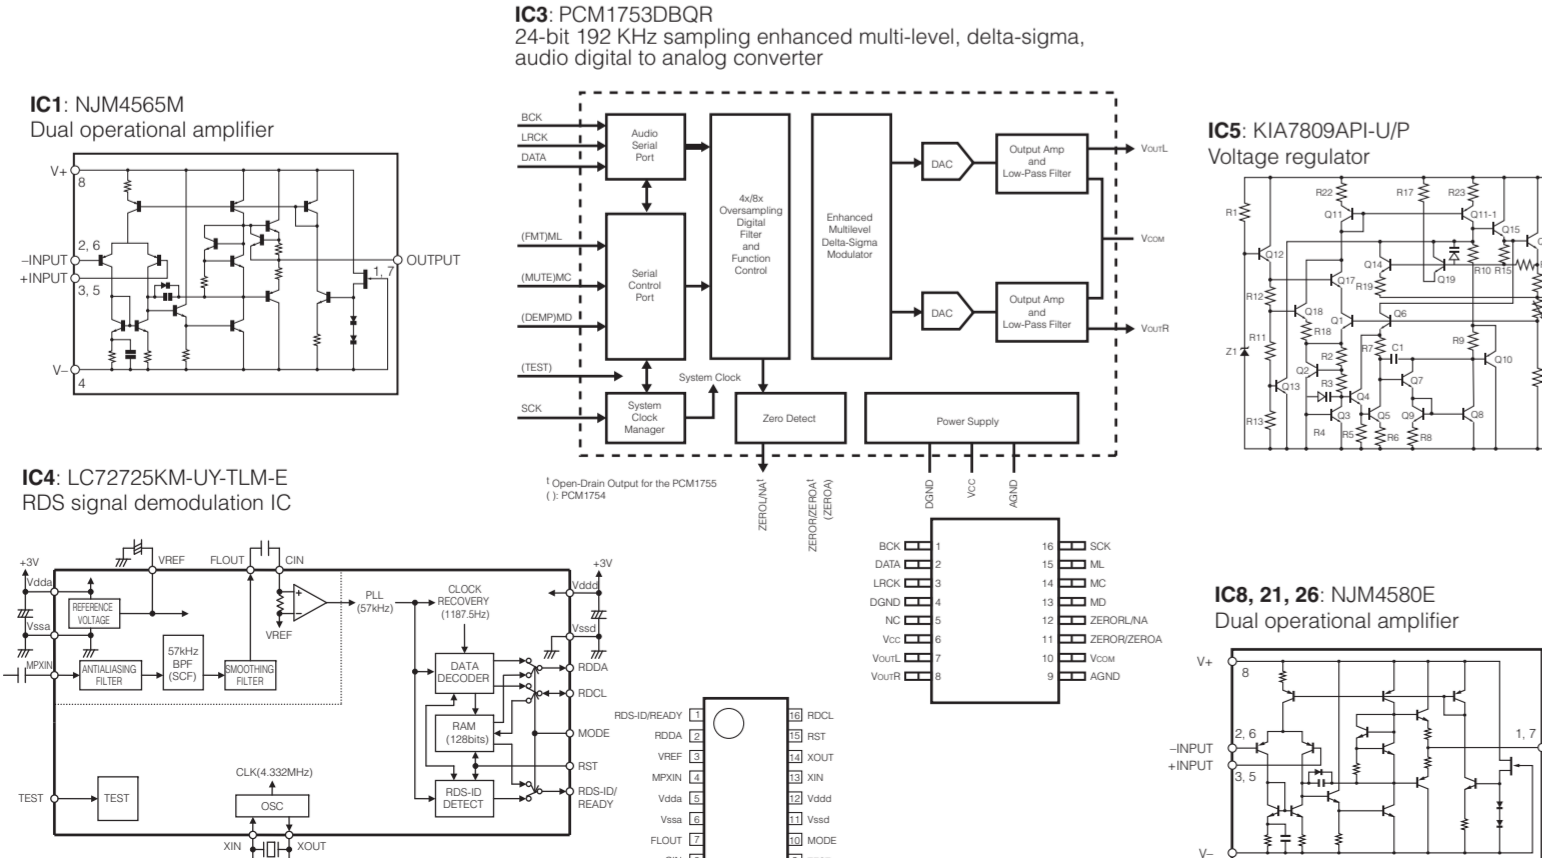 IC3: PCM1753DBQR
24-bit 192 KHz sampling enhanced multi-level, delta-sigma,
audio digital to analog converter
IC1: NJM4565M
Dual operational amplifier
V+
8
2, 6
–INPUT
+INPUT
3, 5
OUTPUT
1, 7
V–
4
BCK
LRCK
DATA
(FMT)ML
(MUTE)MC
(DEMP)MD
(TEST)
SCK
Audio
Serial
Port
Serial
Control
Port
System
Clock
Manager
System Clock
4x/8x
Oversampling
Digital
Filter
and
Function
Control
Enhanced
Multilevel
Delta-Sigma
Modulator
DAC
DAC
Output Amp
and
Low-Pass Filter
Output Amp
and
Low-Pass Filter
VOUTL
VCOM
VOUTR
Zero Detect
Power Supply
t Open-Drain Output for the PCM1755
( ): PCM1754
ZEROL/NAt
ZEROR/ZEROAt
(ZEROA)
DGND
VCC
AGND
BCK 1
DATA 2
LRCK 3
DGND 4
NC 5
VCC 6
VOUTL 7
VOUTR 8
16 SCK
15 ML
14 MC
13 MD
12 ZERORL/NA
11 ZEROR/ZEROA
10 VCOM
9 AGND
IC5: KIA7809API-U/P
Voltage regulator
R1
R22
R17
R23
Q11
Q11-1
Q15
Q12
Q14
Q17
R19
Q19
R10
R15
R12
Q18
Q1
Q6
R18
R11
Z1
R2
R7
C1
R9
Q10
Q2
R3
Q13
Q7
Q4
R13
Q3
Q5
Q9
Q8
R4
R5
R6
R8
IC4: LC72725KM-UY-TLM-E
RDS signal demodulation IC
+3V
VREF
FLOUT
CIN
+3V
Vdda
REFERENCE
VOLTAGE
Vssa
MPXIN
ANTIALIASING
FILTER
57kHz
BPF
(SCF)
SMOOTHING
FILTER
+
–
VREF
PLL
(57kHz)
CLOCK
RECOVERY
(1187.5Hz)
Vddd
Vssd
DATA
DECODER
RAM
(128bits)
RDS-ID
DETECT
RDDA
RDCL
MODE
RST
RDS-ID/
READY
TEST
TEST
CLK(4.332MHz)
OSC
XIN
XOUT
RDS-ID/READY 1
RDDA 2
VREF 3
MPXIN 4
Vdda 5
Vssa 6
FLOUT 7
16 RDCL
15 RST
14 XOUT
13 XIN
12 Vddd
11 Vssd
10 MODE
IC8, 21, 26: NJM4580E
Dual operational amplifier
V+
8
2, 6
–INPUT
+INPUT
3, 5
1, 7
V–